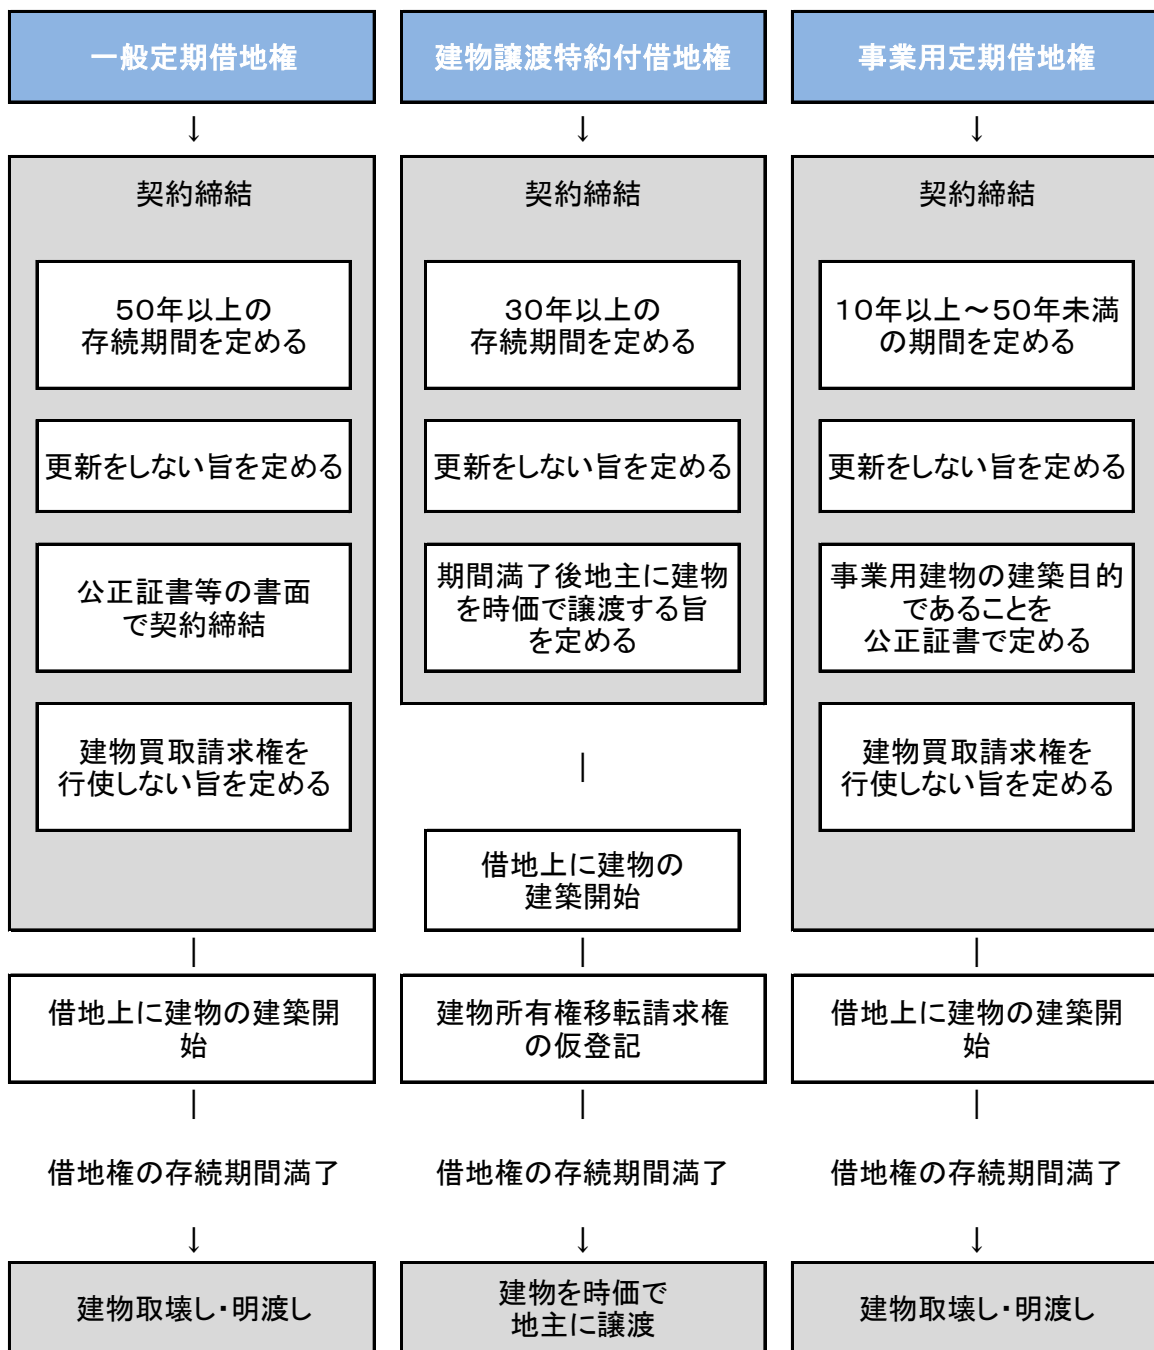 一般定期借地権
↓
契約締結
50年以上の
存続期間を定める
更新をしない旨を定める
公正証書等の書面
で契約締結
建物買取請求権を
行使しない旨を定める
|
借地上に建物の建築開
始
|
借地権の存続期間満了
↓
建物取壊し・明渡し
建物譲渡特約付借地権
↓
契約締結
30年以上の
存続期間を定める
更新をしない旨を定める
期間満了後地主に建物
を時価で譲渡する旨
を定める
|
借地上に建物の
建築開始
|
建物所有権移転請求権
の仮登記
|
借地権の存続期間満了
↓
建物を時価で
地主に譲渡
事業用定期借地権
↓
契約締結
10年以上～50年未満
の期間を定める
更新をしない旨を定める
事業用建物の建築目的
であることを
公正証書で定める
建物買取請求権を
行使しない旨を定める
|
借地上に建物の建築開
始
|
借地権の存続期間満了
↓
建物取壊し・明渡し